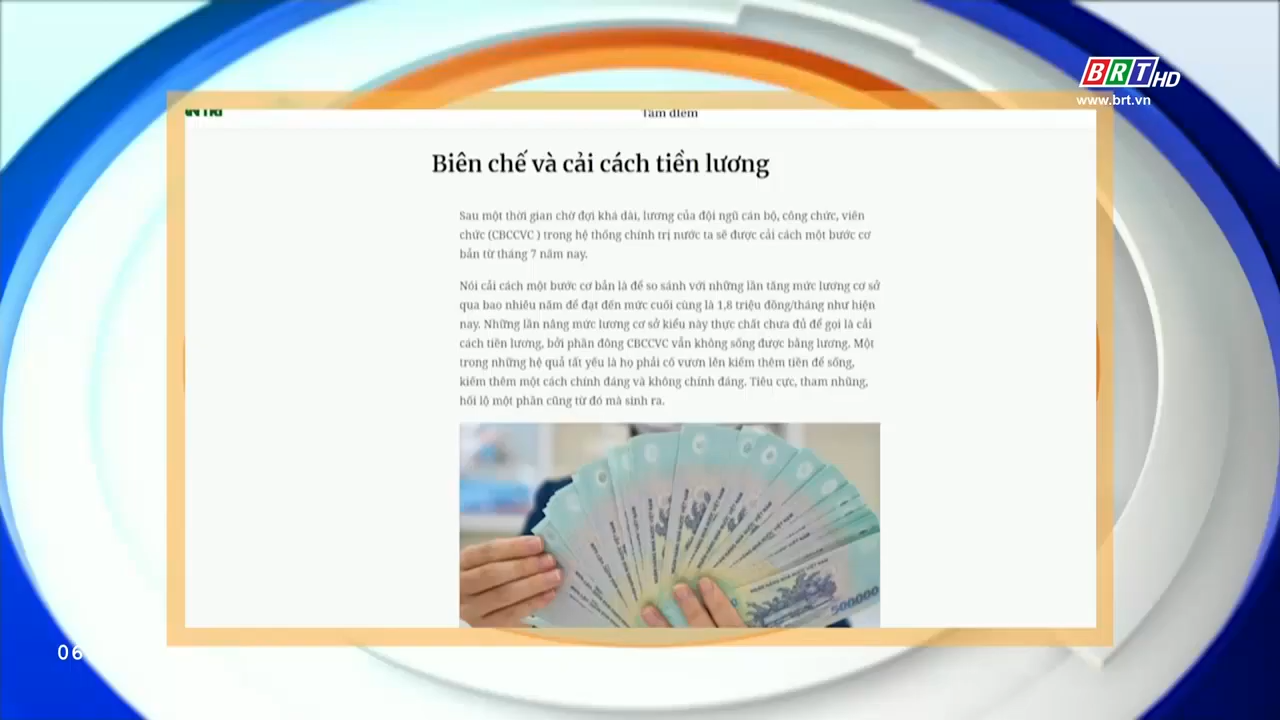 BRT HD
www.brt.vn
Tâm điểm
Biên chế và cải cách tiền lương
Sau một thời gian chờ đợi khá dài, lương của đội ngũ cán bộ, công chức, viên
chức (CBCCVC ) trong hệ thống chính trị nước ta sẽ được cải cách một bước cơ
bản từ tháng 7 năm nay.
Nói cải cách một bước cơ bản là để so sánh với những lần tăng mức lương cơ sở
qua bao nhiêu năm để đạt đến mức cuối cùng là 1,8 triệu đồng/tháng như hiện
nay. Những lần nâng mức lương cơ sở kiểu này thực chất chưa đủ để gọi là cải
cách tiền lương, bởi phần đông CBCCVC vẫn không sống được bằng lương. Một
trong những hệ quả tất yếu là họ phải cố vươn lên kiếm thêm tiền để sống,
kiếm thêm một cách chính đáng và không chính đáng. Tiêu cực, tham nhũng,
hối lộ một phần cũng từ đó mà sinh ra.
NGÂN HÀNG NHÀ NƯỚC VIỆT NAM
500000
06